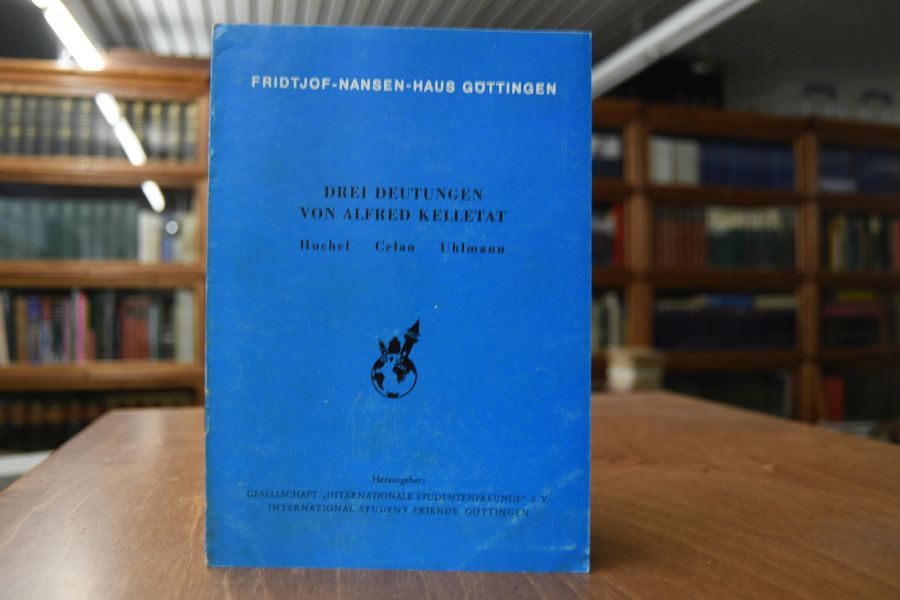 FRIDTJOF-NANSEN-HAUS GÖTTINGEN
DREI DEUTUNGEN
VON ALFRED KELLETAT
Huchel Celan Uhlmann
Herausgeber:
GESELLSCHAFT „INTERNATIONALE STUDENTENFREUNDE" E.V.
INTERNATIONAL STUDENT FRIENDS, GÖTTINGEN